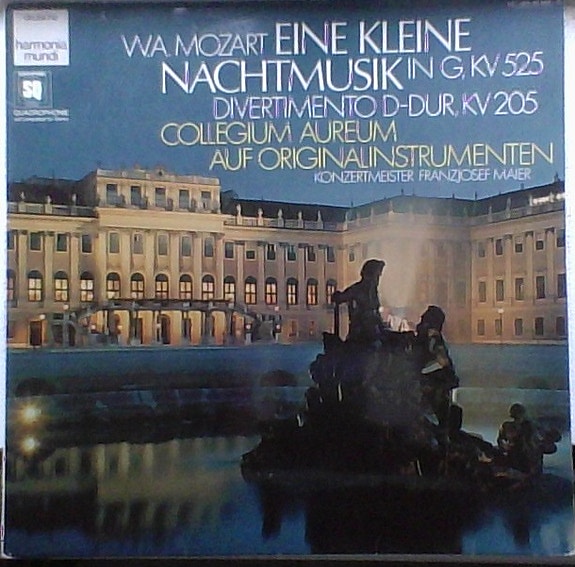 deutsche
harmonia
mundi
SQ
QUADROPHONIE
W.A. MOZART EINE KLEINE
NACHTMUSIK IN G, KV 525
DIVERTIMENTO D-DUR, KV 205
COLLEGIUM AUREUM
AUF ORIGINALINSTRUMENTEN
KONZERTMEISTER FRANZJOSEF MAIER